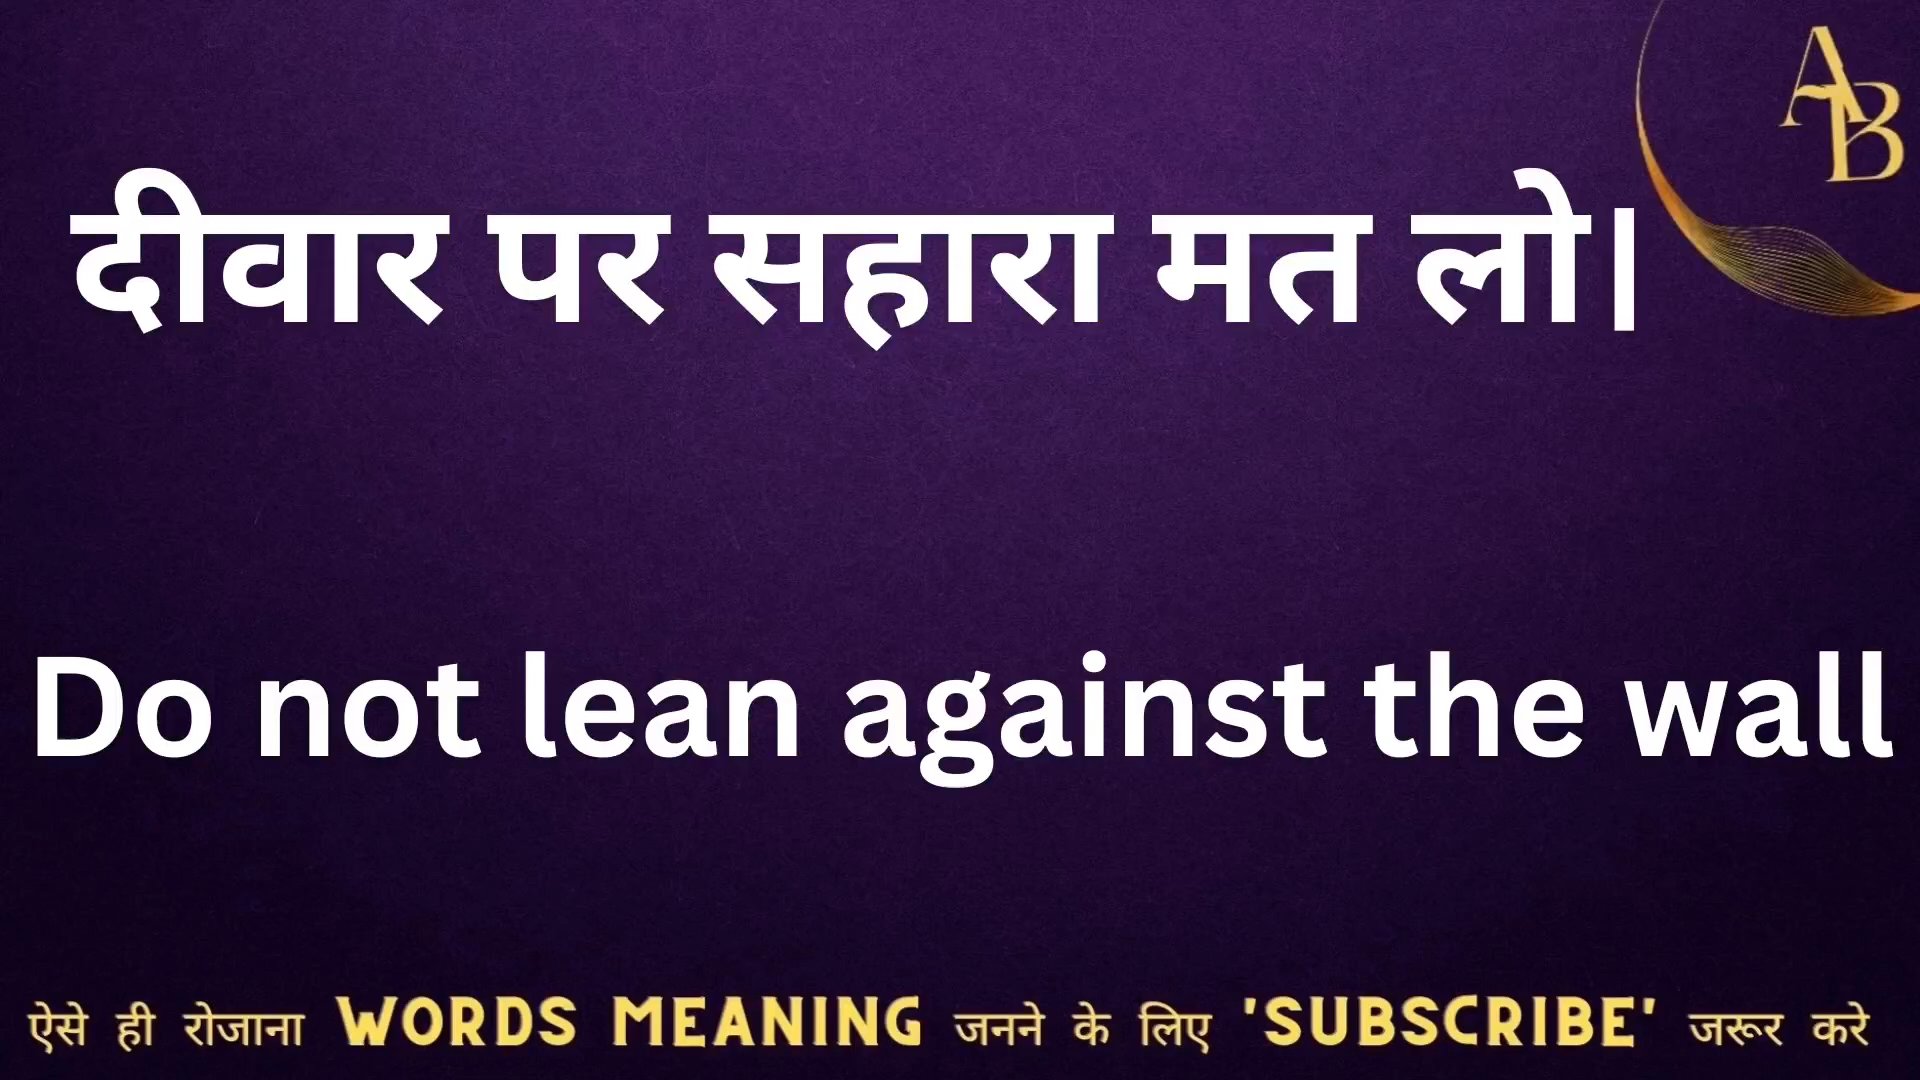 AB
दीवार पर सहारा मत लो।
Do not lean against the wall
ऐसे ही रोजाना WORDS MEANING जनने के लिए 'SUBSCRIBE' जरूर करे